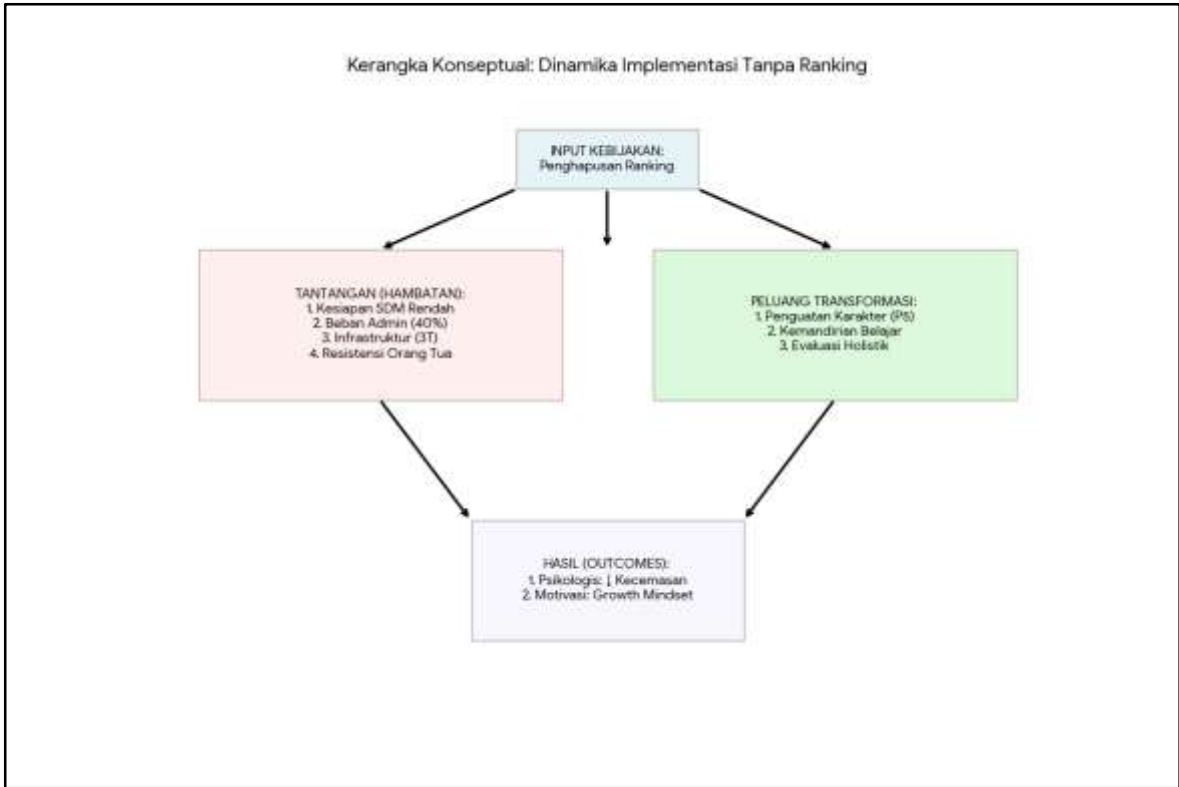 Kerangka Konseptual: Dinamika Implementasi Tanpa Ranking
INPUT KEBIJAKAN:
Penghapusan Ranking
TANTANGAN (HAMBATAN):
1. Kesiapan SDM Rendah
2. Beban Admin (40%)
3. Infrastruktur (3T)
4. Resistensi Orang Tua
PELUANG TRANSFORMASI:
1. Penguatan Karakter (P5)
2. Kemandirian Belajar
3. Evaluasi Holistik
HASIL (OUTCOMES):
1. Psikologis: ↓ Kecemasan
2. Motivasi: Growth Mindset